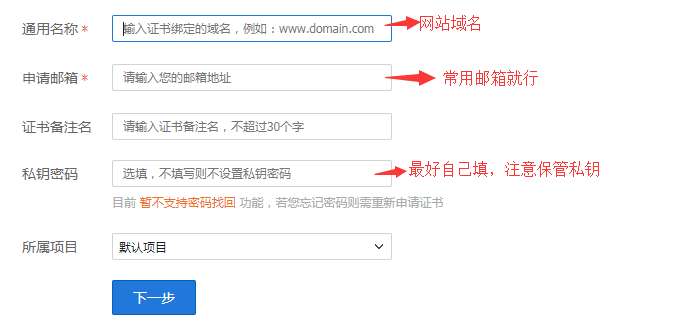 通用名称 * 输入证书绑定的域名，例如：www.domain.com 网站域名
申请邮箱 * 请输入您的邮箱地址 常用邮箱就行
证书备注名 请输入证书备注名，不超过30个字
私钥密码 选填，不填写则不设置私钥密码 最好自己填，注意保管私钥
目前 暂不支持密码找回 功能，若您忘记密码则需重新申请证书
所属项目 默认项目
下一步